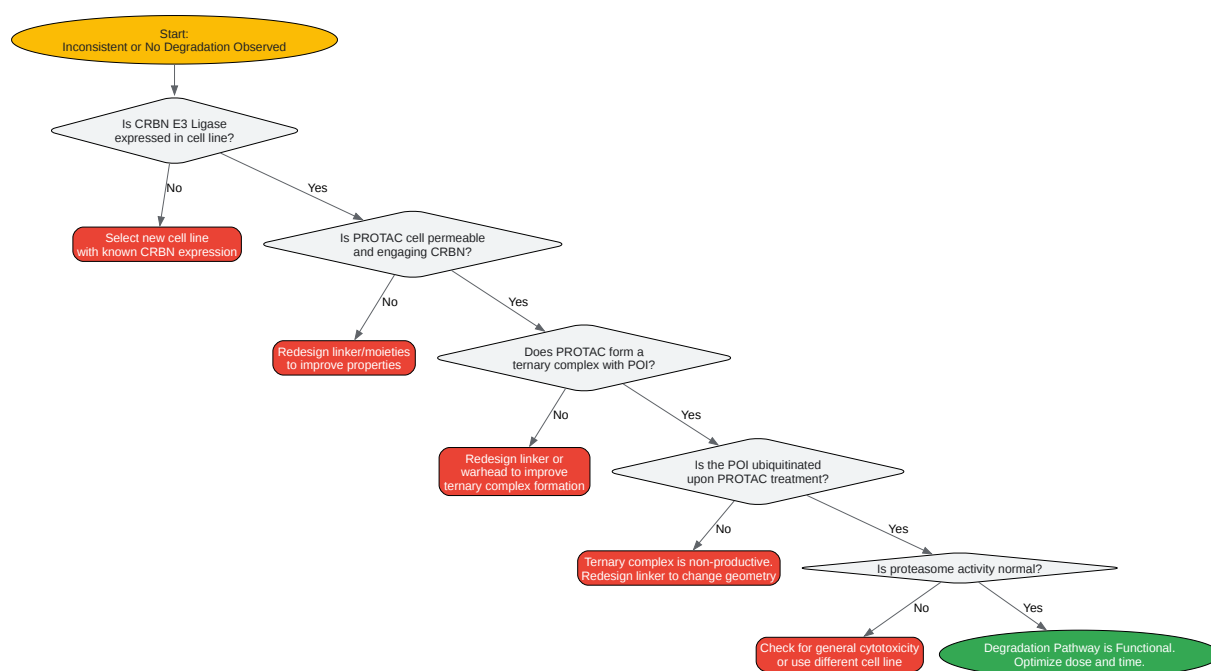 Start:
Inconsistent or No Degradation Observed
Is CRBN E3 Ligase
expressed in cell line?
No
Yes
Select new cell line
with known CRBN expression
Is PROTAC cell permeable
and engaging CRBN?
No
Yes
Redesign linker/moieties
to improve properties
Does PROTAC form a
ternary complex with POI?
No
Yes
Redesign linker or
warhead to improve
ternary complex formation
Is the POI ubiquitinated
upon PROTAC treatment?
No
Yes
Ternary complex is non-productive.
Redesign linker to change geometry
Is proteasome activity normal?
No
Yes
Check for general cytotoxicity
or use different cell line
Degradation Pathway is Functional.
Optimize dose and time.